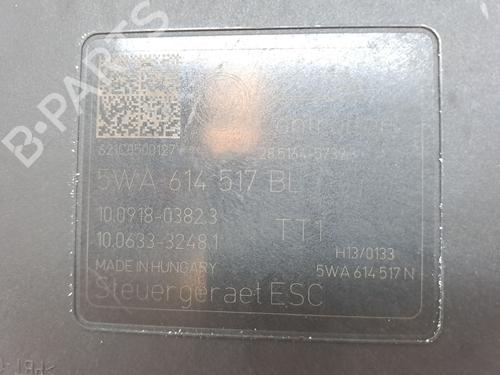 B-PARTS
5WA 614 517 BL
10.0918-0382.3
TT1
10.0633-3248.1
H13/0133
MADE IN HUNGARY
5WA 614 517 N
Steuergeraet ESC